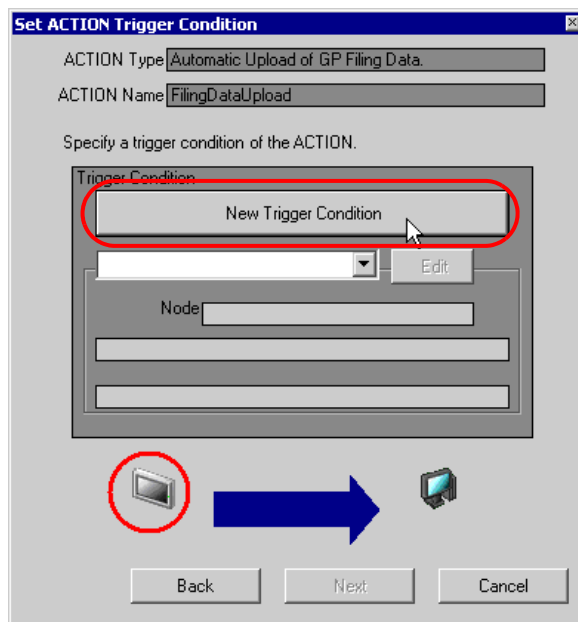 Set ACTION Trigger Condition
ACTION Type Automatic Upload of GP Filing Data.
ACTION Name FilingDataUpload
Specify a trigger condition of the ACTION.
Trigger Condition
New Trigger Condition
Edit
Node
Back Next Cancel